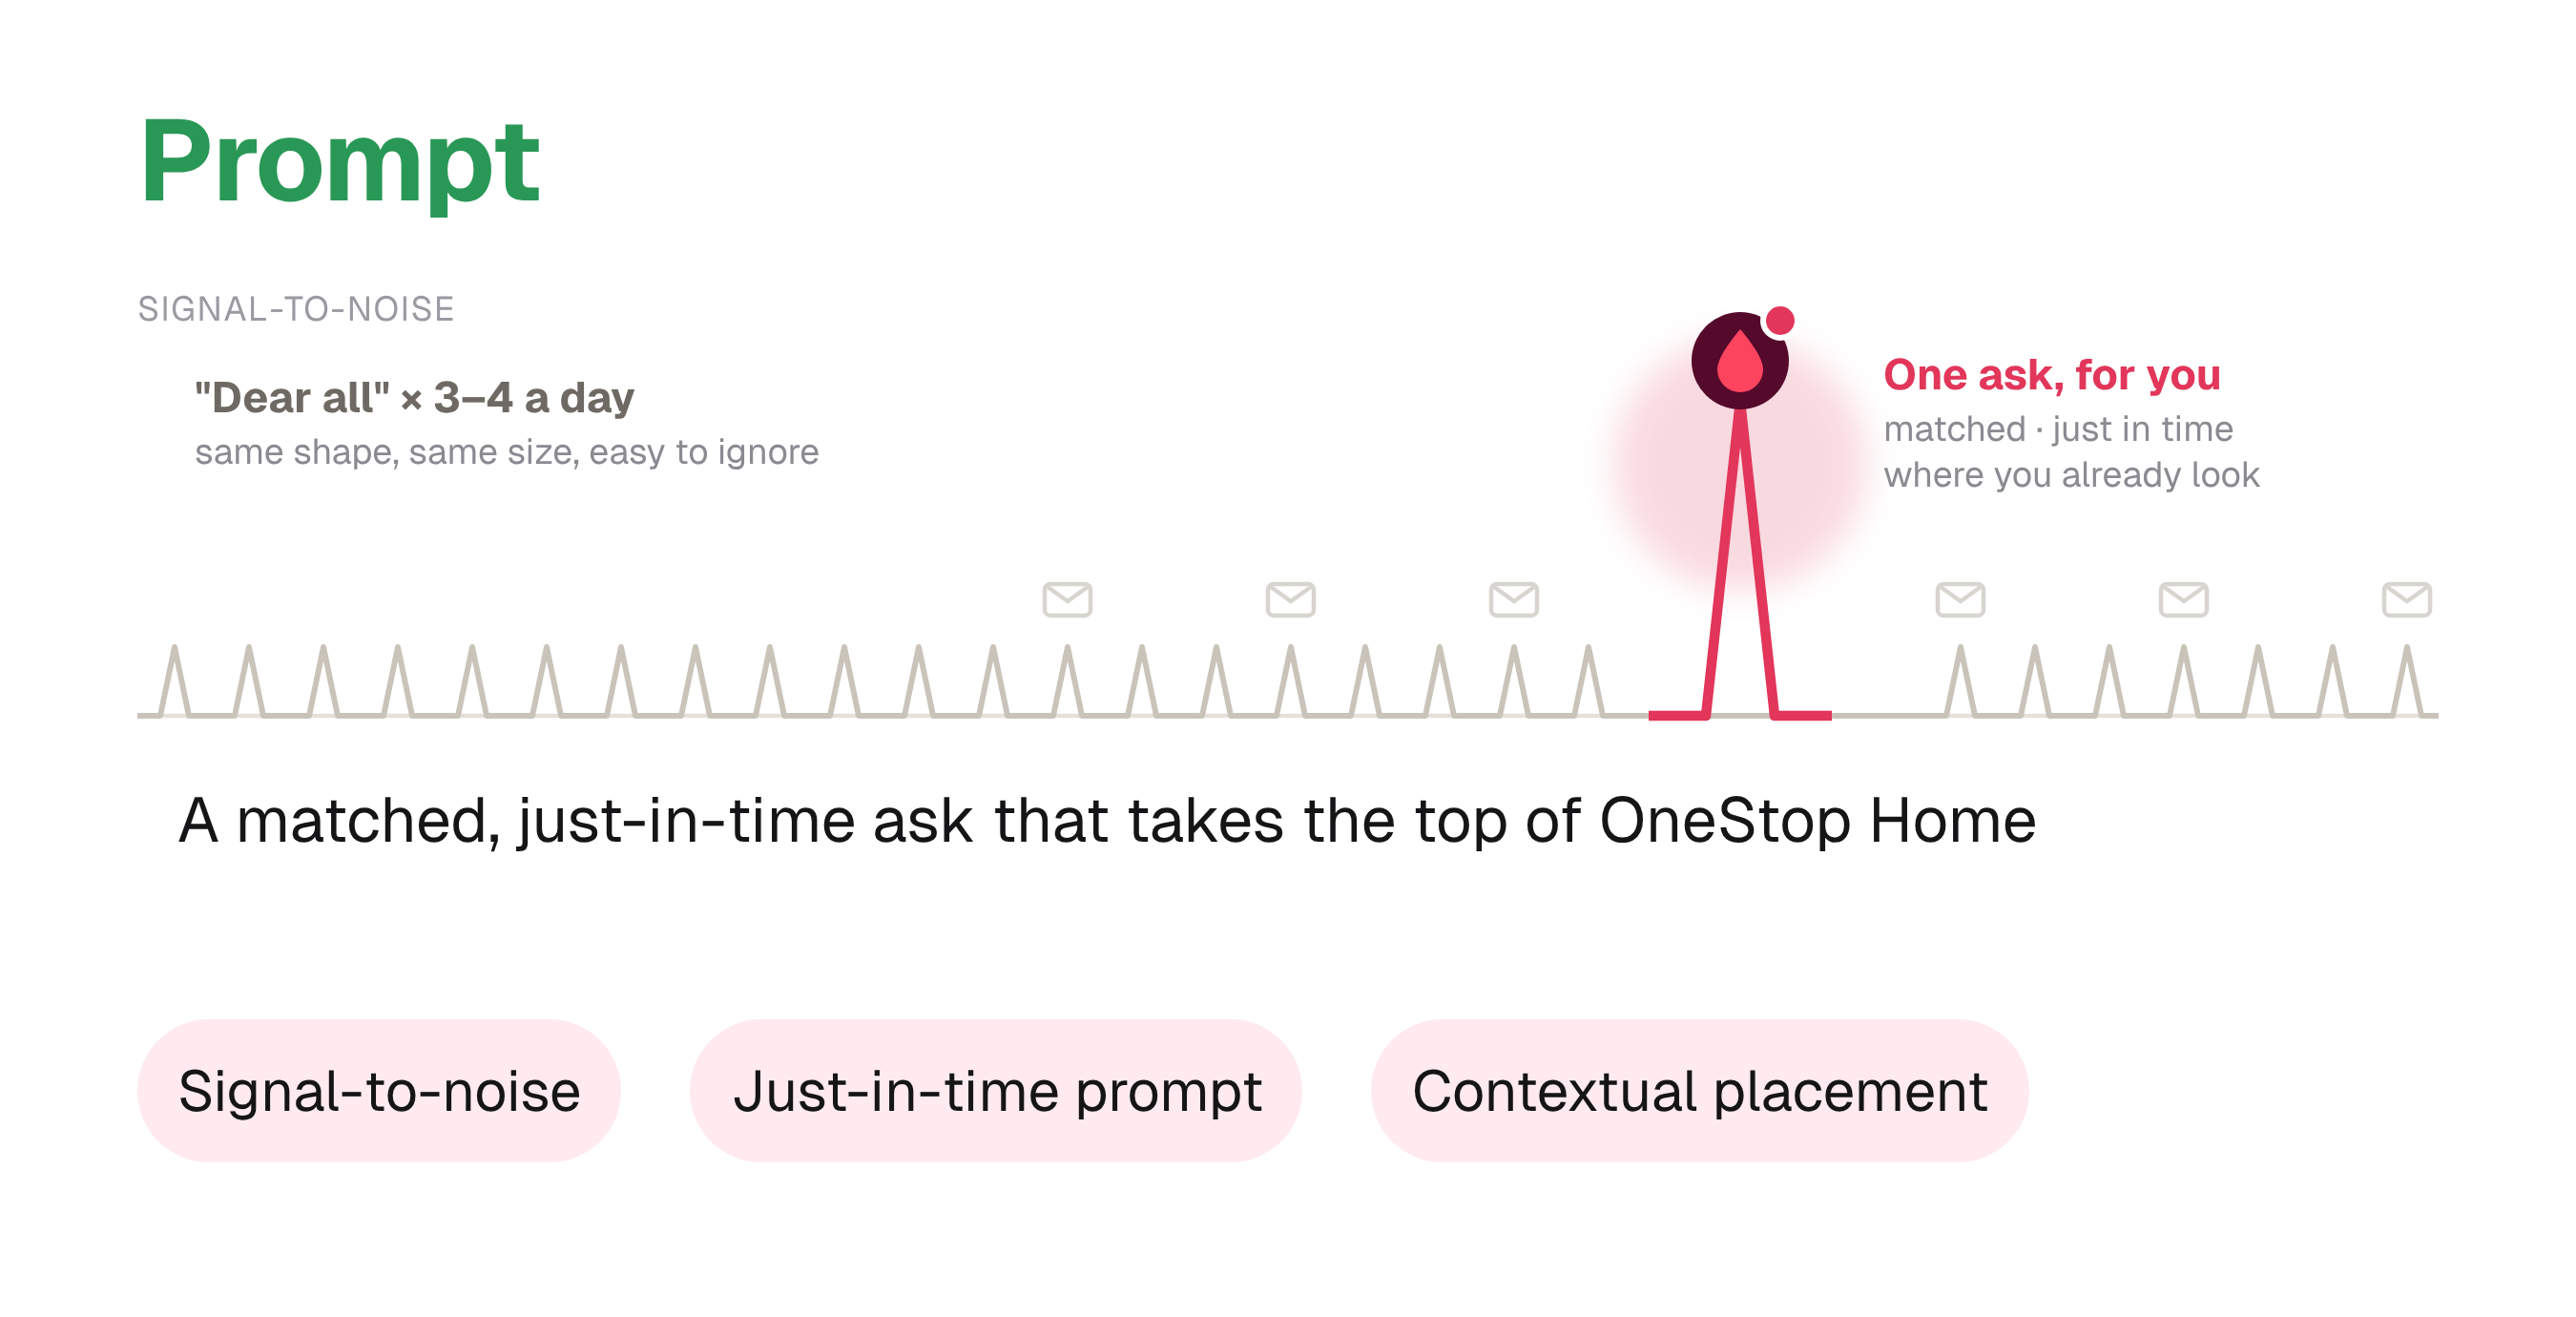 Prompt
SIGNAL-TO-NOISE
"Dear all" × 3–4 a day
same shape, same size, easy to ignore
One ask, for you
matched · just in time
where you already look
A matched, just-in-time ask that takes the top of OneStop Home
Signal-to-noise
Just-in-time prompt
Contextual placement